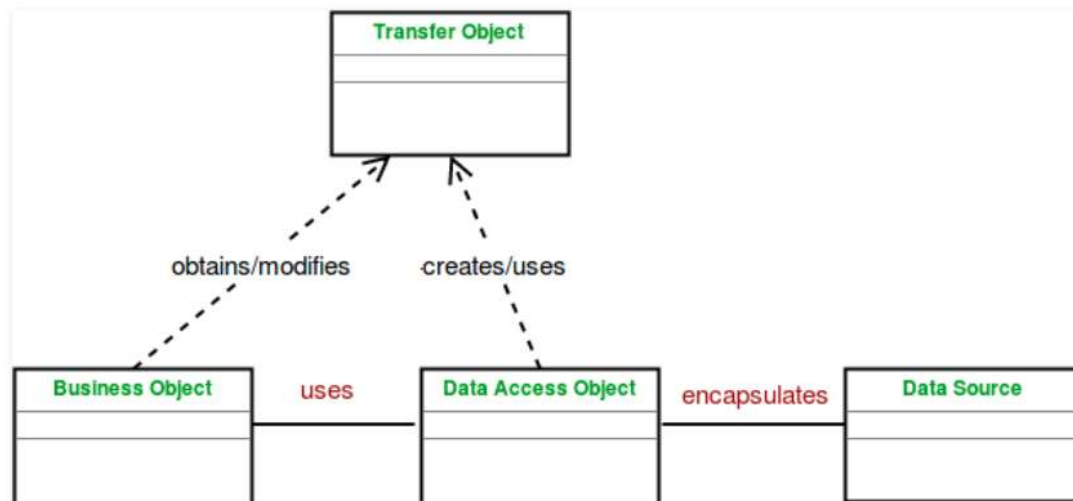 Transfer Object
obtains/modifies
creates/uses
Business Object
uses
Data Access Object
encapsulates
Data Source